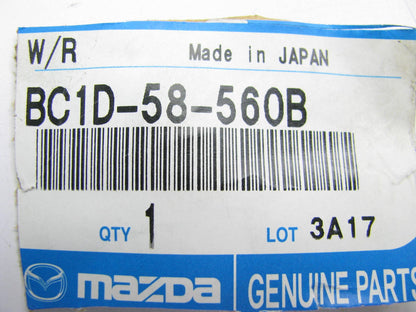 W/R Made in JAPAN
BC1D-58-560B
QTY 1 LOT 3A17
mazda GENUINE PARTS